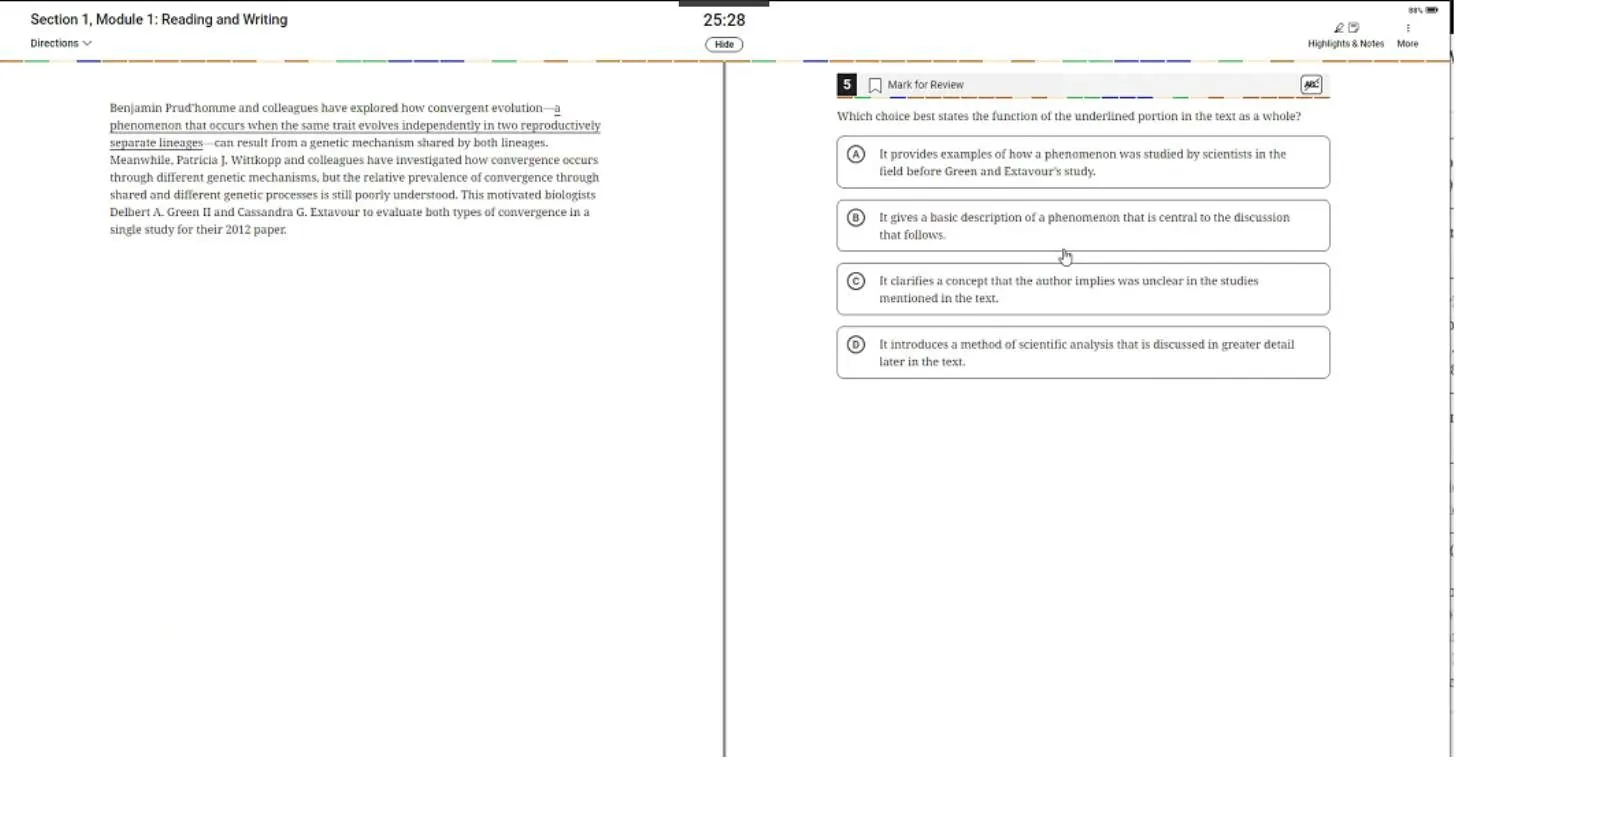 Section 1, Module 1: Reading and Writing
Directions
25:28
Hide
88%
Highlights & Notes
More
Benjamin Prud'homme and colleagues have explored how convergent evolution—a
phenomenon that occurs when the same trait evolves independently in two reproductively
separate lineages—can result from a genetic mechanism shared by both lineages.
Meanwhile, Patricia J. Wittkopp and colleagues have investigated how convergence occurs
through different genetic mechanisms, but the relative prevalence of convergence through
shared and different genetic processes is still poorly understood. This motivated biologists
Delbert A. Green II and Cassandra G. Extavour to evaluate both types of convergence in a
single study for their 2012 paper.
5
Mark for Review
ABC
Which choice best states the function of the underlined portion in the text as a whole?
A It provides examples of how a phenomenon was studied by scientists in the
field before Green and Extavour's study.
B It gives a basic description of a phenomenon that is central to the discussion
that follows.
C It clarifies a concept that the author implies was unclear in the studies
mentioned in the text.
D It introduces a method of scientific analysis that is discussed in greater detail
later in the text.